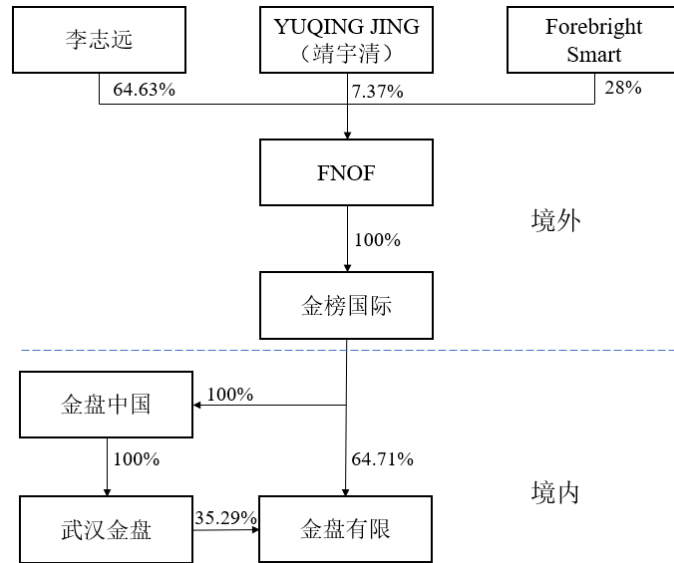 李志远
YUQING JING
（靖宇清）
Forebright
Smart
64.63%
7.37%
28%
FNOF
境外
100%
金榜国际
金盘中国
100%
100%
64.71%
境内
武汉金盘
35.29%
金盘有限